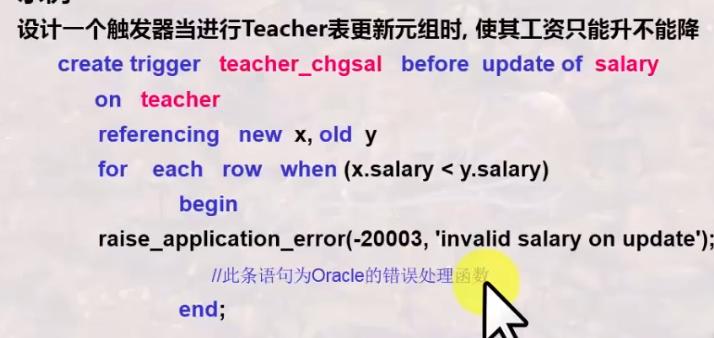 设计一个触发器当进行Teacher表更新元组时, 使其工资只能升不能降
create trigger teacher_chgsal before update of salary
on teacher
referencing new x, old y
for each row when (x.salary < y.salary)
begin
raise_application_error(-20003, 'invalid salary on update');
//此条语句为Oracle的错误处理函数
end;